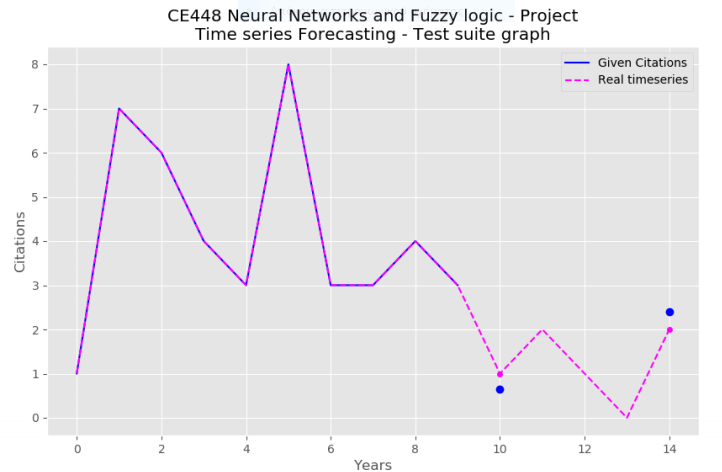 CE448 Neural Networks and Fuzzy logic - Project
Time series Forecasting - Test suite graph
Given Citations
Real timeseries
8
7
6
5
4
3
2
1
0
Citations
0 2 4 6 8 10 12 14
Years